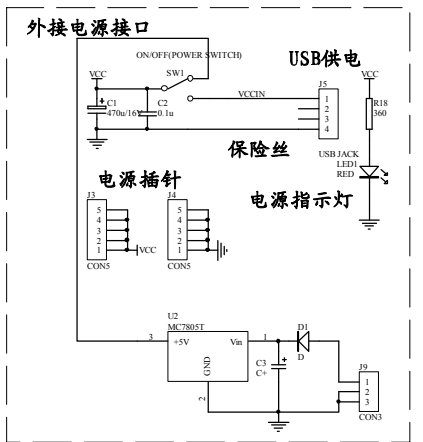 外接电源接口
ON/OFF(POWER SWITCH)
USB供电
VCC
SW1
J5
VCC
C1
470u/16V
C2
0.1u
VCCIN
1
2
3
4
R18
360
保险丝
USB JACK
LED1
RED
电源插针
电源指示灯
J3
5
4
3
2
1
VCC
CON5
J4
5
4
3
2
1
CON5
U2
MC7805T
3
+5V
Vin
1
GND
2
C3
C+
D1
D
J9
1
2
3
CON3